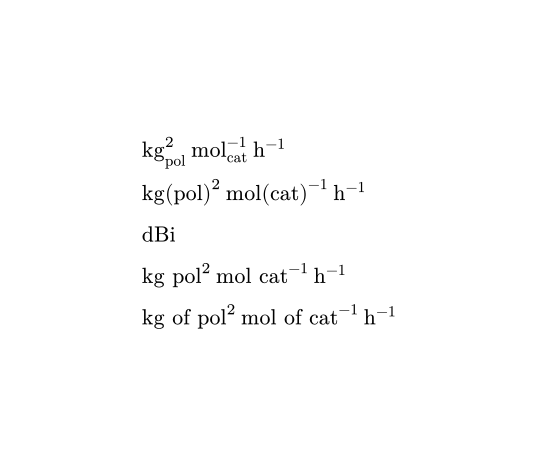 kg²_pol mol⁻¹_cat h⁻¹
kg(pol)² mol(cat)⁻¹ h⁻¹
dBi
kg pol² mol cat⁻¹ h⁻¹
kg of pol² mol of cat⁻¹ h⁻¹